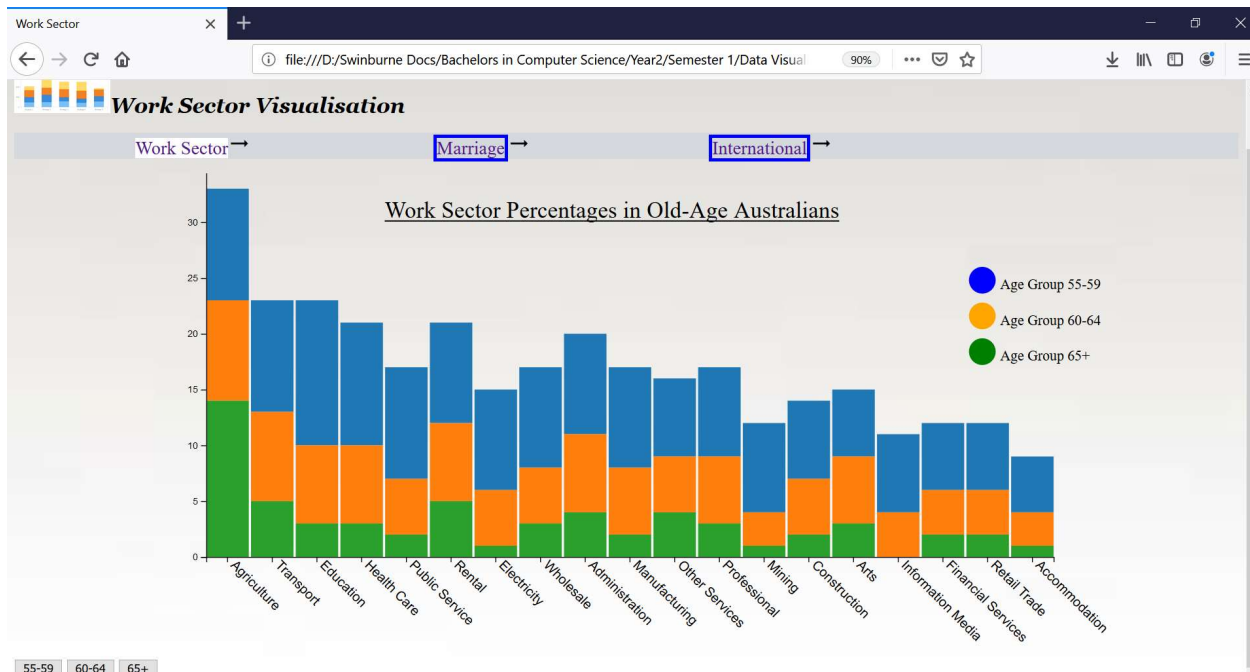 Work Sector
file:///D:/Swinburne Docs/Bachelors in Computer Science/Year2/Semester 1/Data Visual
90%
Work Sector Visualisation
Work Sector → Marriage → International →
Work Sector Percentages in Old-Age Australians
Age Group 55-59
Age Group 60-64
Age Group 65+
30
25
20
15
10
5
0
Agriculture
Transport
Education
Health Care
Public Service
Rental
Electricity
Wholesale
Administration
Manufacturing
Other Services
Professional
Mining
Construction
Arts
Information Media
Financial Services
Retail Trade
Accommodation
55-59 60-64 65+